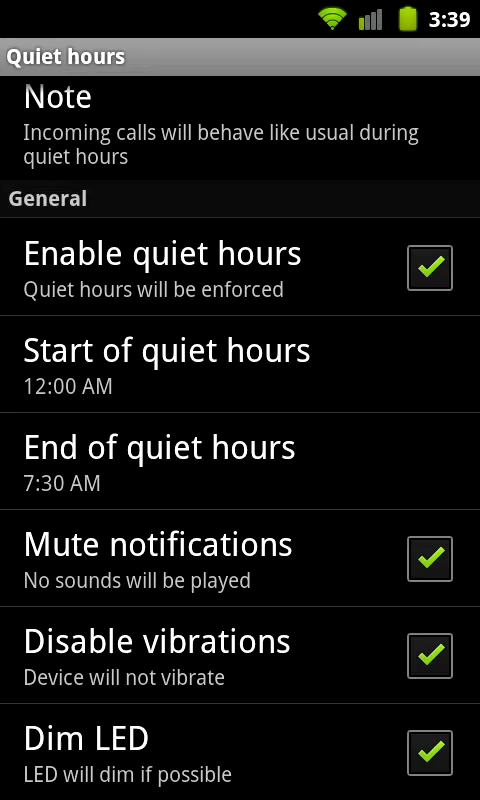 3:39
Quiet hours
Note
Incoming calls will behave like usual during
quiet hours
General
Enable quiet hours
Quiet hours will be enforced
Start of quiet hours
12:00 AM
End of quiet hours
7:30 AM
Mute notifications
No sounds will be played
Disable vibrations
Device will not vibrate
Dim LED
LED will dim if possible